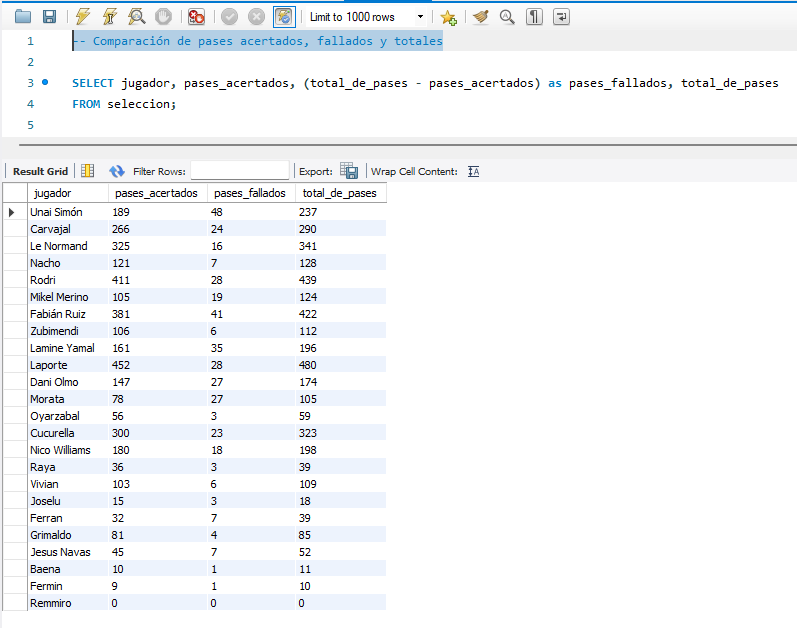 Limit to 1000 rows
1 -- Comparación de pases acertados, fallados y totales
2
3 SELECT jugador, pases_acertados, (total_de_pases - pases_acertados) as pases_fallados, total_de_pases
4 FROM seleccion;
5
Result Grid Filter Rows: Export: Wrap Cell Content: IA
jugador pases_acertados pases_fallados total_de_pases
Unai Simón 189 48 237
Carvajal 266 24 290
Le Normand 325 16 341
Nacho 121 7 128
Rodri 411 28 439
Mikel Merino 105 19 124
Fabián Ruiz 381 41 422
Zubimendi 106 6 112
Lamine Yamal 161 35 196
Laporte 452 28 480
Dani Olmo 147 27 174
Morata 78 27 105
Oyarzabal 56 3 59
Cucurella 300 23 323
Nico Williams 180 18 198
Raya 36 3 39
Vivian 103 6 109
Joselu 15 3 18
Ferran 32 7 39
Grimaldo 81 4 85
Jesus Navas 45 7 52
Baena 10 1 11
Fermin 9 1 10
Remmiro 0 0 0